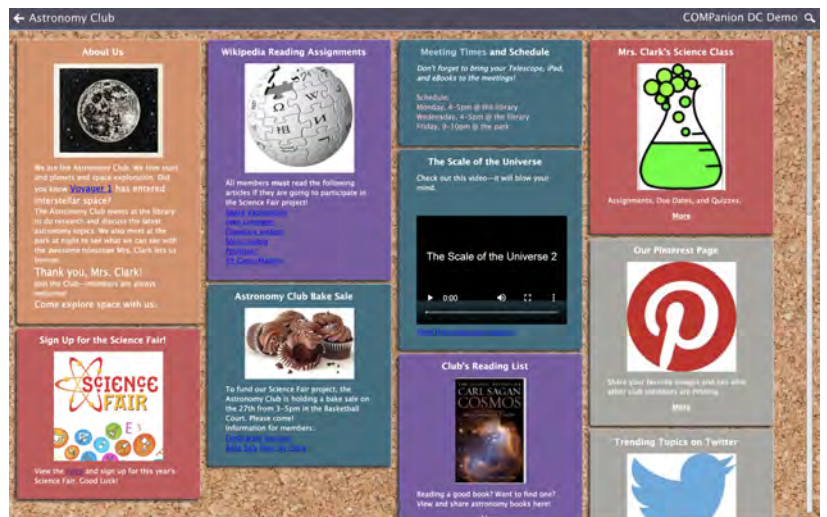 Astronomy Club
COMPanion DC Demo
About Us
We are the Astronomy Club. We love stars
and planets and space exploration. Did
you know Voyager 1 has entered
interstellar space?
The Astronomy Club meets at the library
to do research and discuss the latest
astronomy topics. We also meet at the
park at night to see what we can see with
the awesome telescope Mrs. Clark lets us
borrow.
Thank you, Mrs. Clark!
Join the Club—members are always
welcome!
Come explore space with us.
Sign Up for the Science Fair!
SCIENCE
FAIR
View the and sign up for this year's
Science Fair. Good Luck!
Wikipedia Reading Assignments
All members must read the following
articles if they are going to participate in
the Science Fair project!
Astronomy Club Bake Sale
To fund our Science Fair project, the
Astronomy Club is holding a bake sale on
the 27th from 3-5pm in the Basketball
Court. Please come!
Information for members:
Meeting Times and Schedule
Don't forget to bring your Telescope, iPad,
and eBooks to the meetings!
Schedule:
Monday, 4-5pm @ the library
Wednesday, 4-5pm @ the library
Friday, 9-10pm @ the park
The Scale of the Universe
Check out this video—it will blow your
mind.
The Scale of the Universe 2
0:00
Club's Reading List
CARL SAGAN
COSMOS
Reading a good book? Want to find one?
View and share astronomy books here!
Mrs. Clark's Science Class
Assignments, Due Dates, and Quizzes.
More
Our Pinterest Page
Share your favorite images and see what
other club members are Pinning.
More
Trending Topics on Twitter